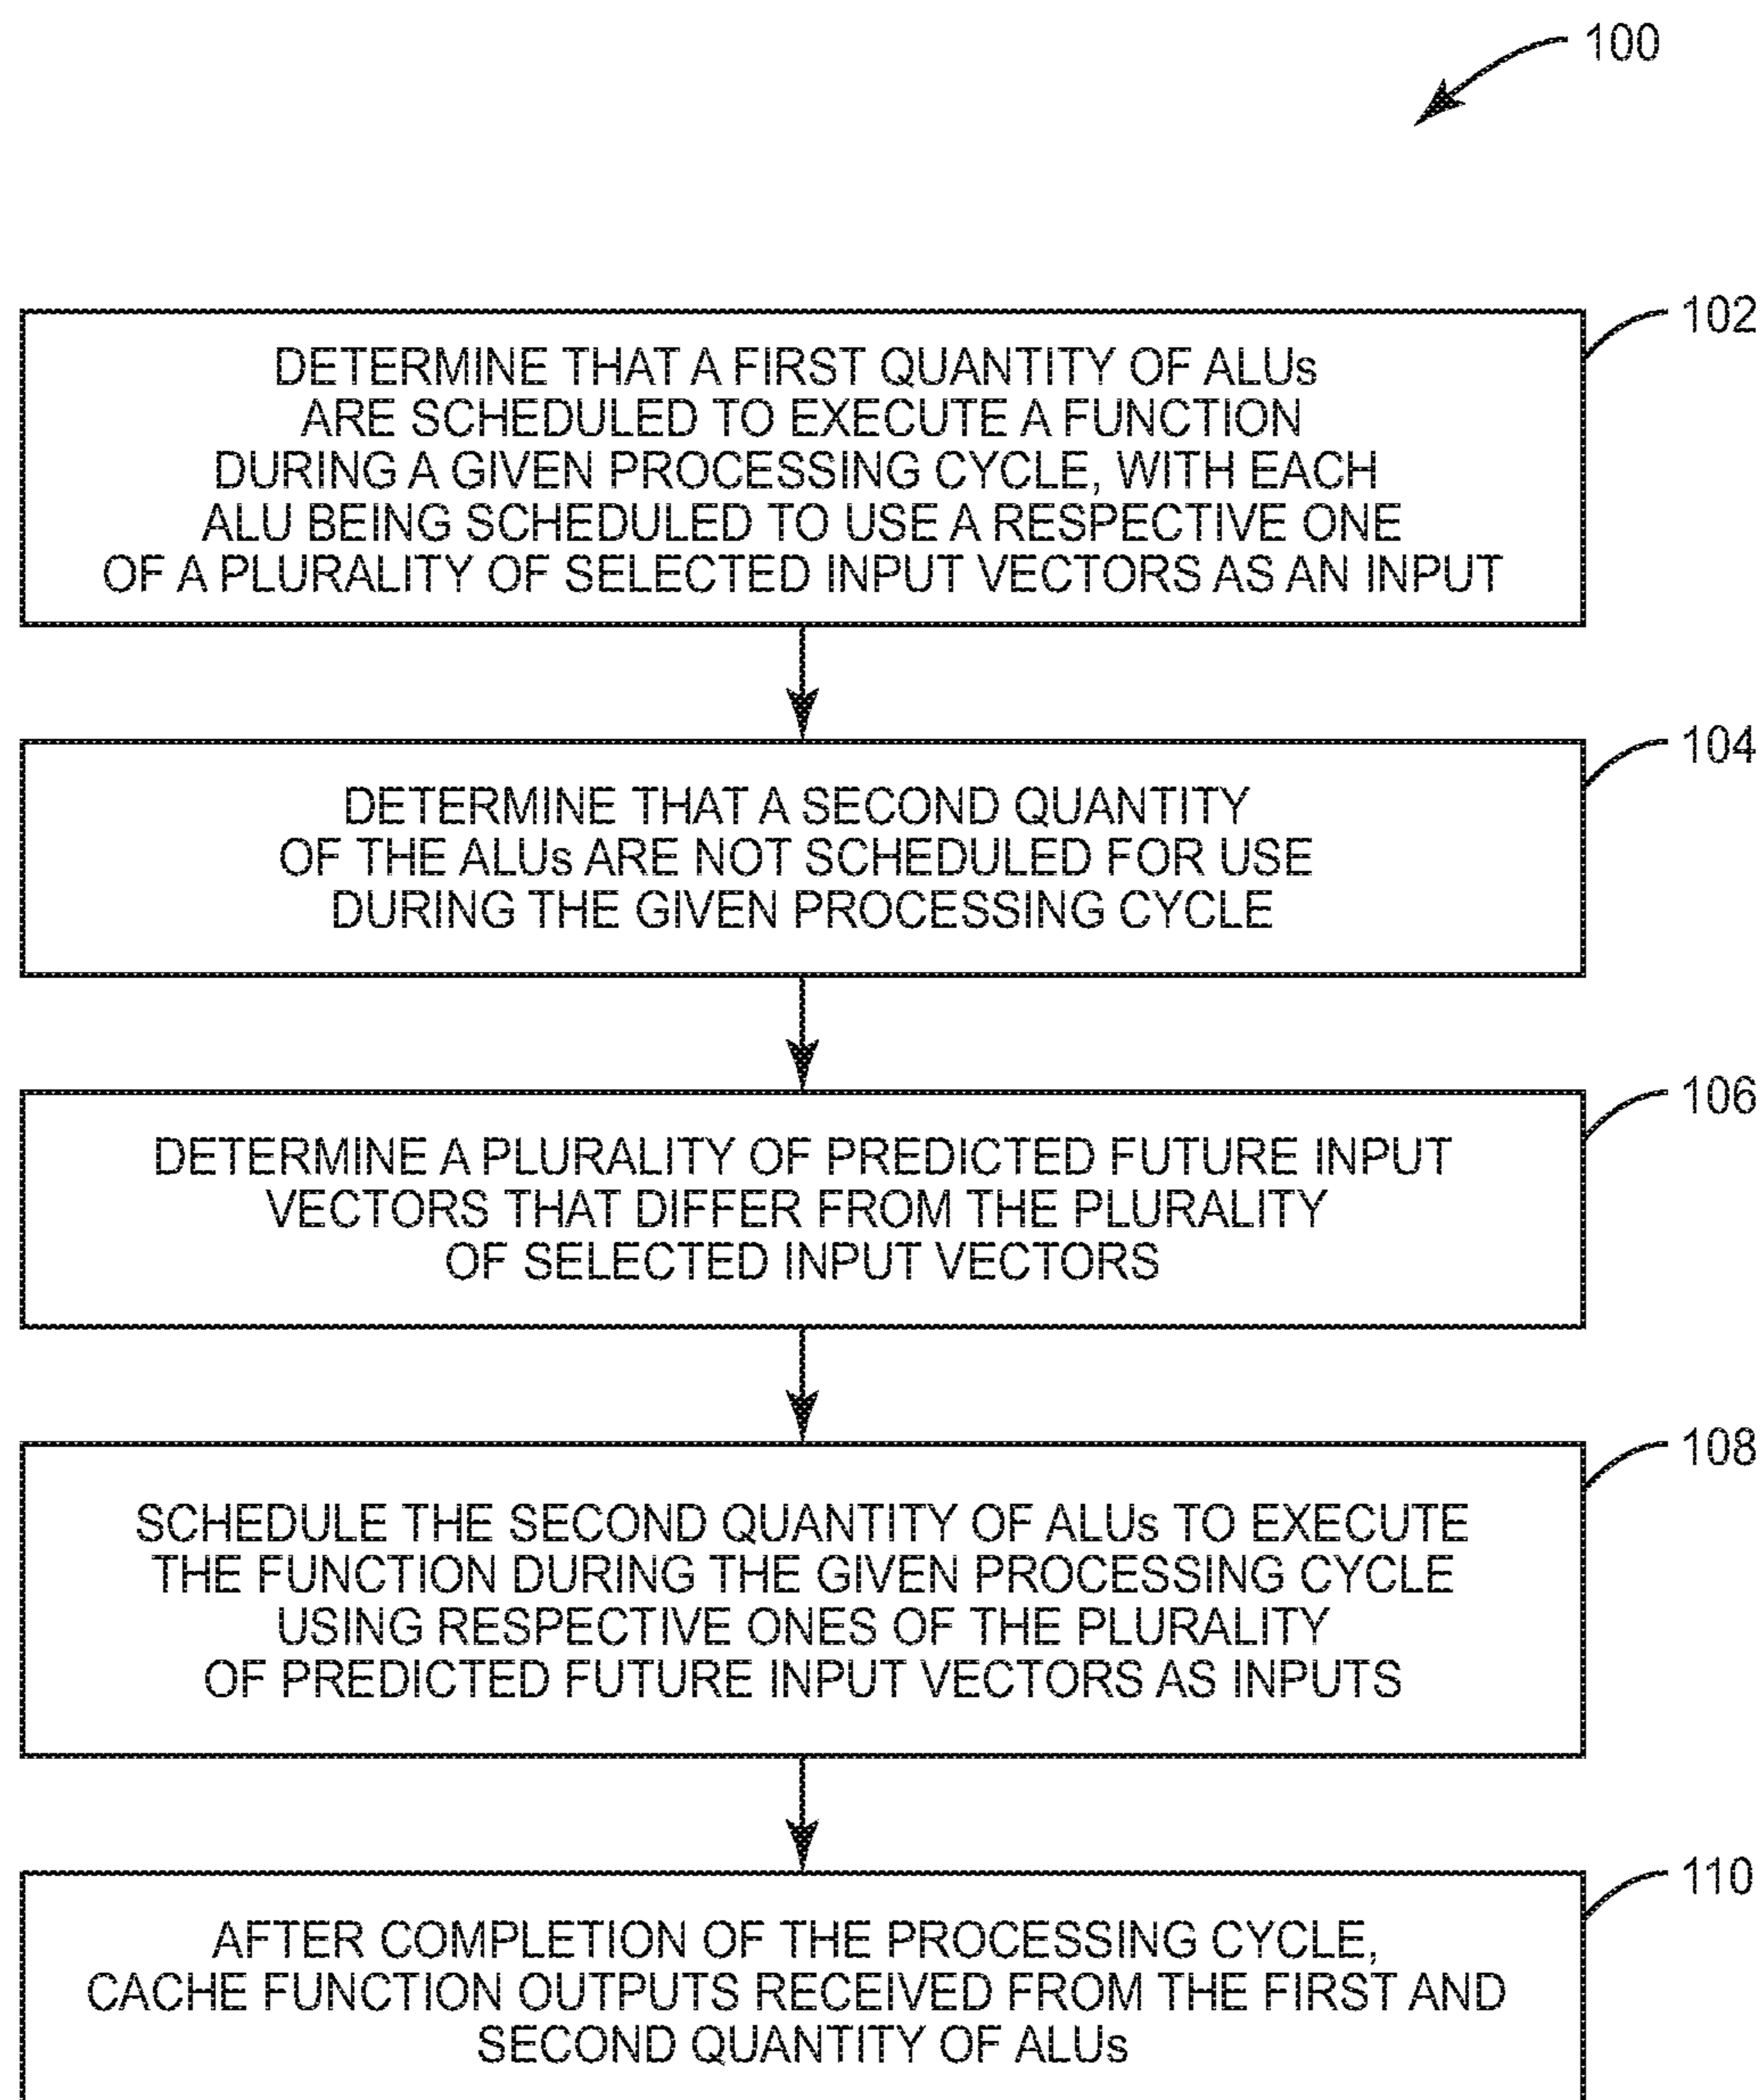 100
102
DETERMINE THAT A FIRST QUANTITY OF ALUs
ARE SCHEDULED TO EXECUTE A FUNCTION
DURING A GIVEN PROCESSING CYCLE, WITH EACH
ALU BEING SCHEDULED TO USE A RESPECTIVE ONE
OF A PLURALITY OF SELECTED INPUT VECTORS AS AN INPUT
104
DETERMINE THAT A SECOND QUANTITY
OF THE ALUs ARE NOT SCHEDULED FOR USE
DURING THE GIVEN PROCESSING CYCLE
106
DETERMINE A PLURALITY OF PREDICTED FUTURE INPUT
VECTORS THAT DIFFER FROM THE PLURALITY
OF SELECTED INPUT VECTORS
108
SCHEDULE THE SECOND QUANTITY OF ALUs TO EXECUTE
THE FUNCTION DURING THE GIVEN PROCESSING CYCLE
USING RESPECTIVE ONES OF THE PLURALITY
OF PREDICTED FUTURE INPUT VECTORS AS INPUTS
110
AFTER COMPLETION OF THE PROCESSING CYCLE,
CACHE FUNCTION OUTPUTS RECEIVED FROM THE FIRST AND
SECOND QUANTITY OF ALUs